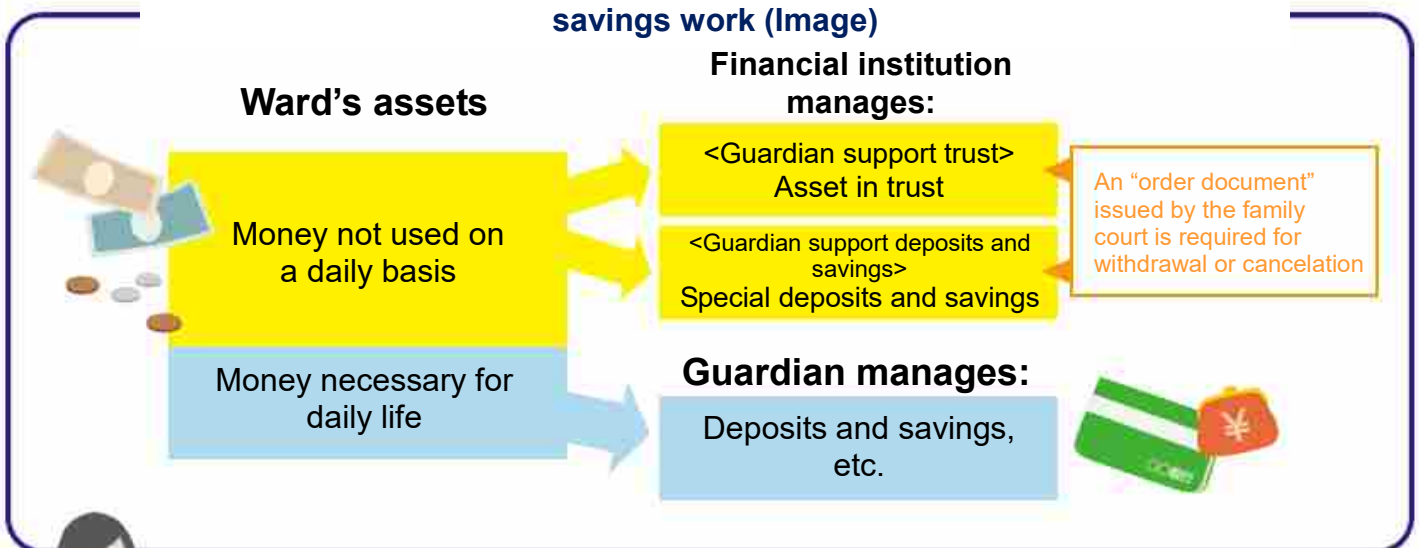 savings work (Image)
Ward’s assets
Financial institution
manages:
Money not used on
a daily basis
<Guardian support trust>
Asset in trust
<Guardian support deposits and
savings>
Special deposits and savings
An “order document”
issued by the family
court is required for
withdrawal or cancelation
Money necessary for
daily life
Guardian manages:
Deposits and savings,
etc.
¥